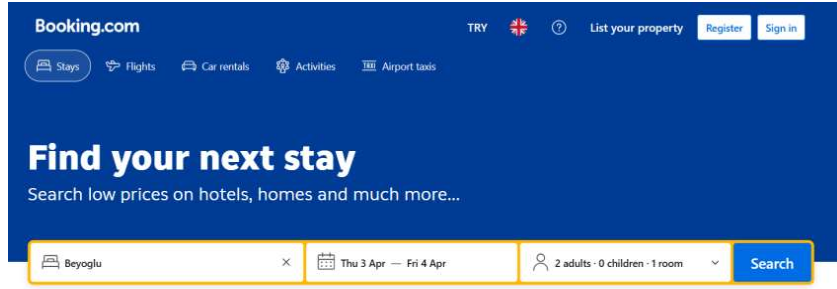 Booking.com
TRY
List your property
Register
Sign in
Stays
Flights
Car rentals
Activities
TAXI Airport taxis
Find your next stay
Search low prices on hotels, homes and much more...
Beyoglu
Thu 3 Apr — Fri 4 Apr
2 adults · 0 children · 1 room
Search